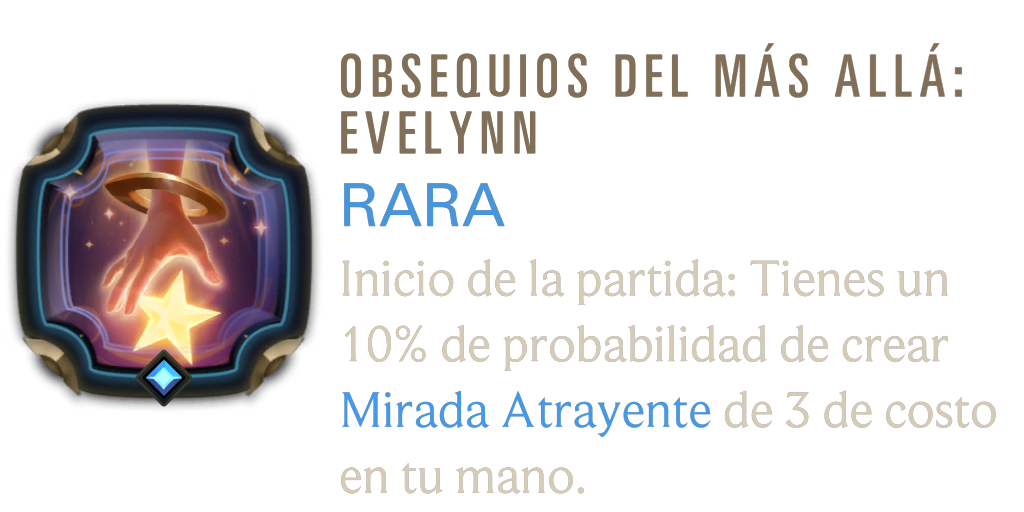 OBSEQUIOS DEL MÁS ALLÁ:
EVELYNN
RARA
Inicio de la partida: Tienes un
10% de probabilidad de crear
Mirada Atrayente de 3 de costo
en tu mano.